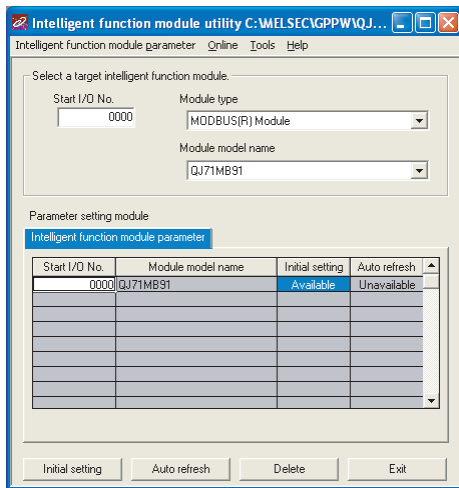 Intelligent function module utility C:\MELSEC\GPPW\QJ...
Intelligent function module parameter Online Tools Help
Select a target intelligent function module.
Start I/O No. Module type
0000 MODBUS(R) Module
Module model name
QJ71MB91
Parameter setting module
Intelligent function module parameter
Start I/O No. Module model name Initial setting Auto refresh
0000 QJ71MB91 Available Unavailable
Initial setting Auto refresh Delete Exit